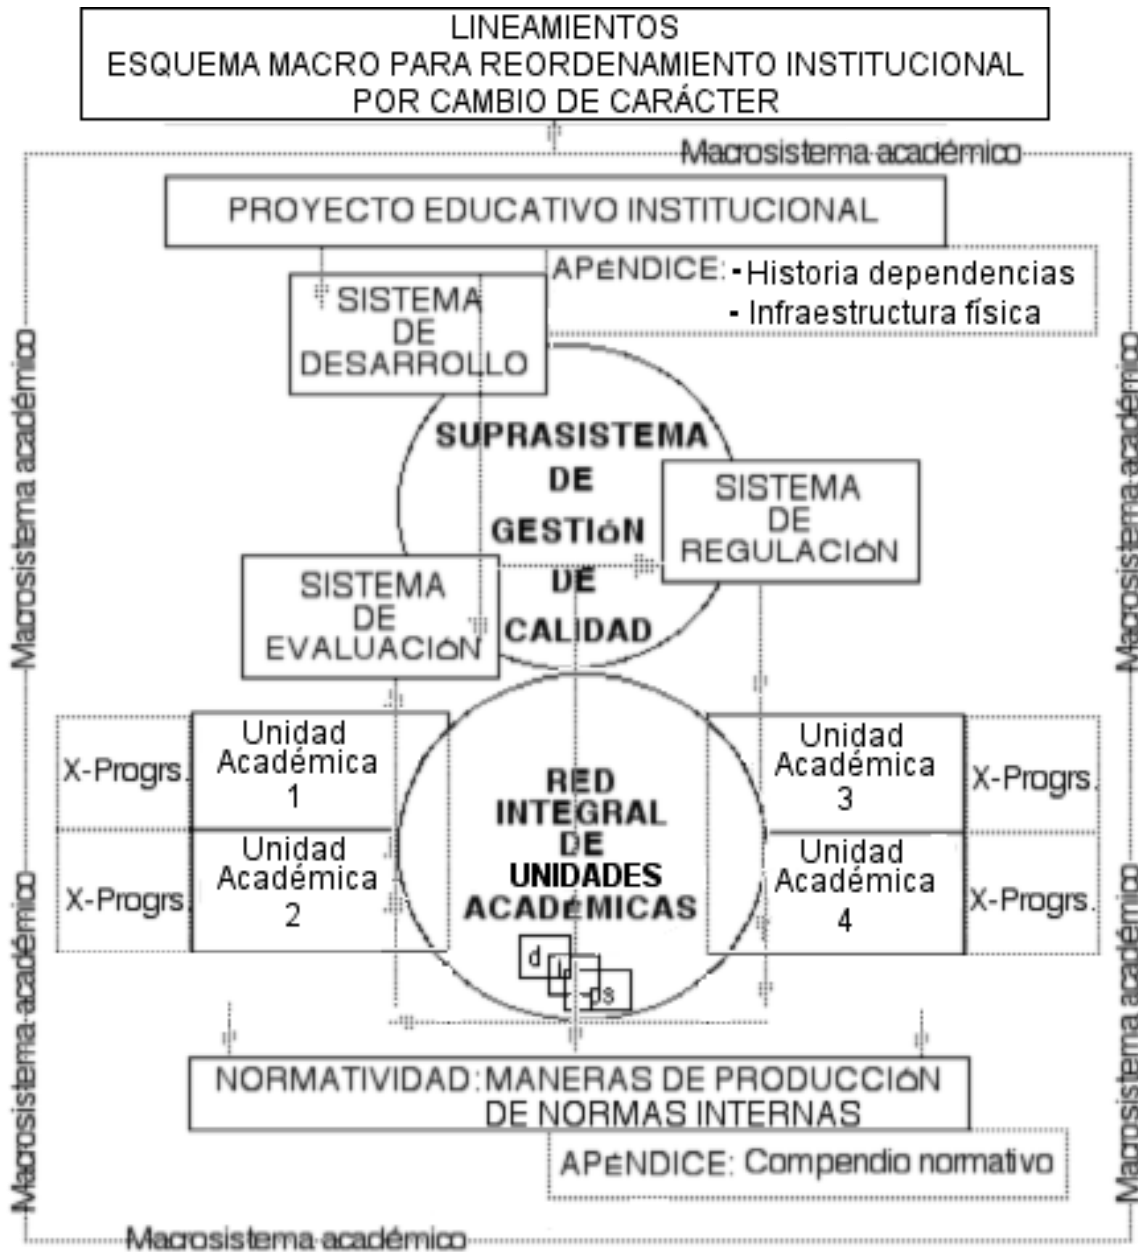 LINEAMIENTOS
ESQUEMA MACRO PARA REORDENAMIENTO INSTITUCIONAL
POR CAMBIO DE CARÁCTER
Macrosistema académico
PROYECTO EDUCATIVO INSTITUCIONAL
APÉNDICE: - Historia dependencias
- Infraestructura física
SISTEMA
DE
DESARROLLO
Macrosistema académico
Macrosistema académico
SUPRASISTEMA
DE
GESTIÓN
DE
CALIDAD
SISTEMA
DE
REGULACIÓN
SISTEMA
DE
EVALUACIÓN
X-Progrs.
Unidad
Académica
1
Unidad
Académica
3
X-Progrs.
RED
INTEGRAL
DE
UNIDADES
ACADÉMICAS
X-Progrs.
Unidad
Académica
2
Unidad
Académica
4
X-Progrs.
d
i
ps
Macrosistema académico
Macrosistema académico
NORMATIVIDAD: MANERAS DE PRODUCCIÓN
DE NORMAS INTERNAS
APÉNDICE: Compendio normativo
Macrosistema académico